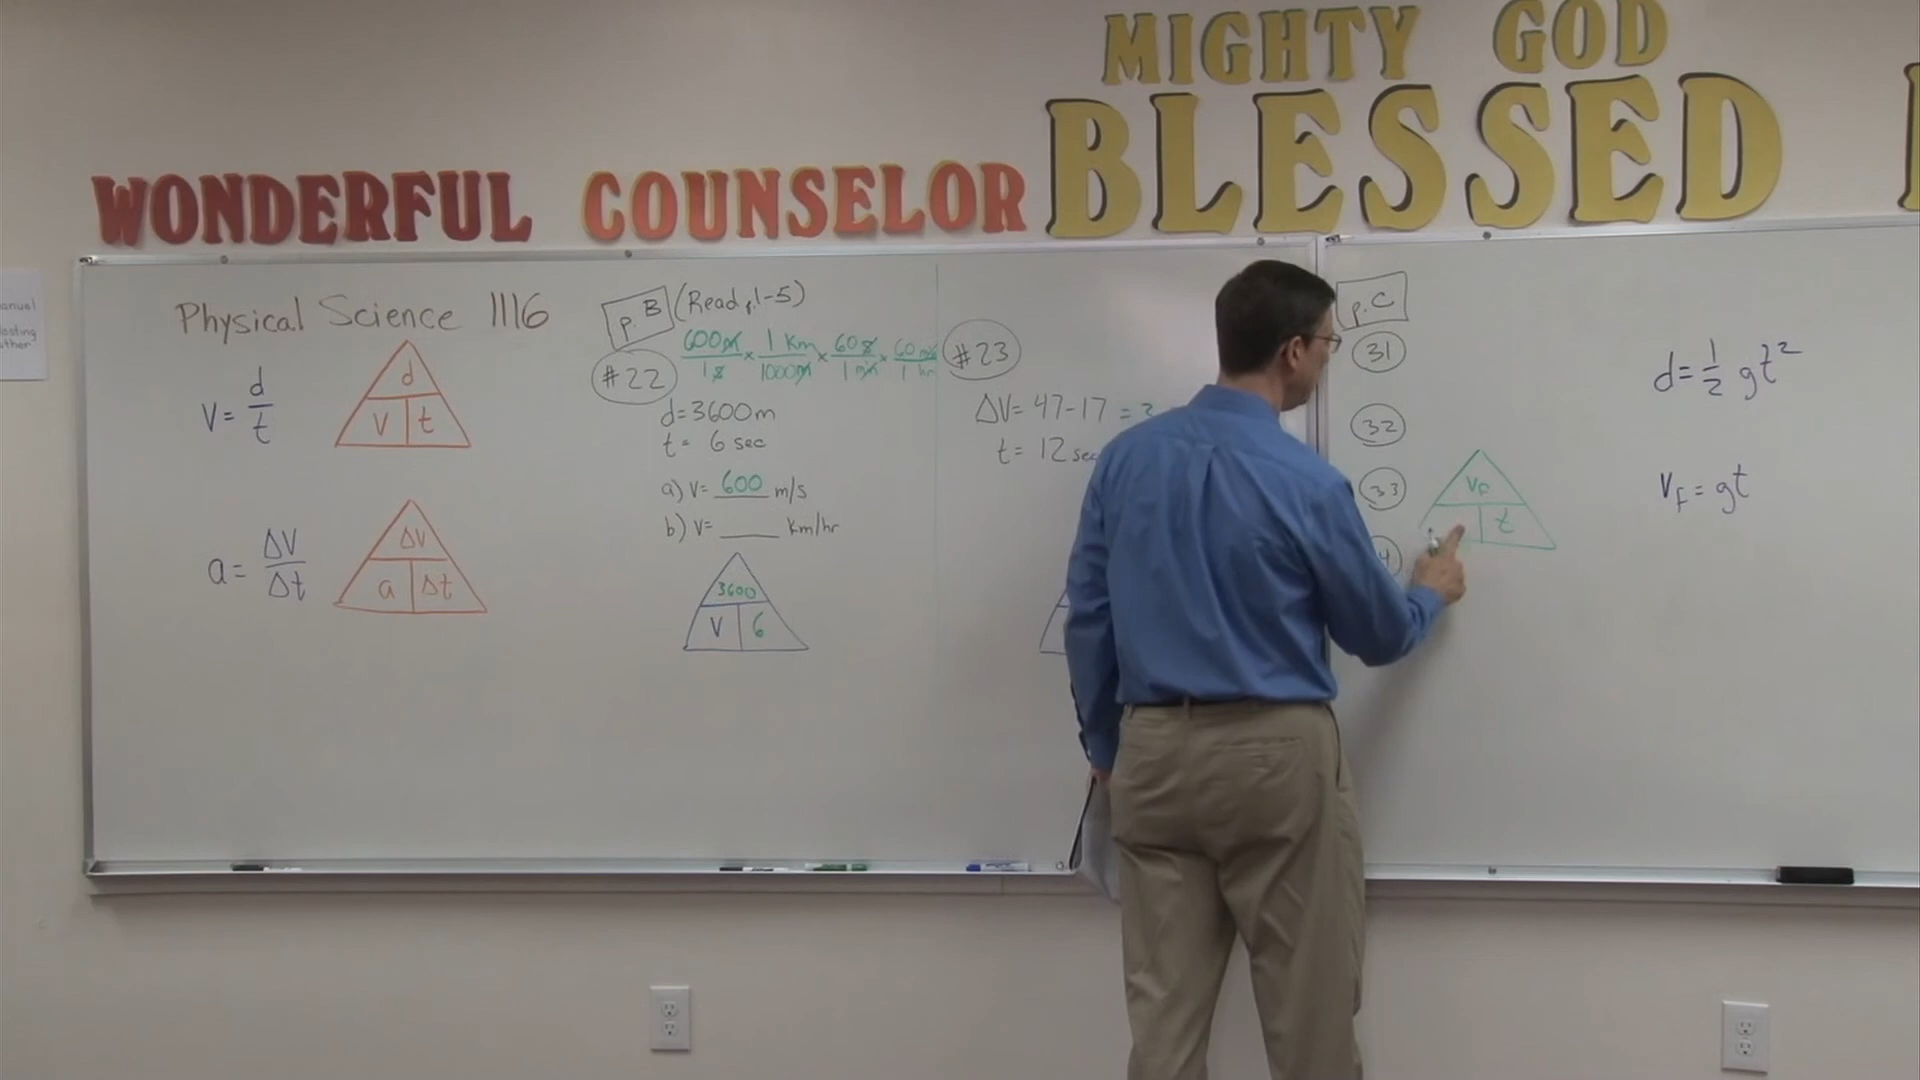 MIGHTY GOD
WONDERFUL COUNSELOR BLESSED
Physical Science 1116
V = d/t
d
V t
a = ΔV/Δt
ΔV
a Δt
p. B (Read p. 1-5)
#22
600m/1s × 1 Km/1000m × 60s/1min × 60min/1 hr
d = 3600m
t = 6 sec
a) v = 600 m/s
b) v = ____ km/hr
3600
V 6
#23
ΔV = 47-17 =
t = 12 sec
p. C
31
32
33
VF
t
d = 1/2 gt²
VF = gt